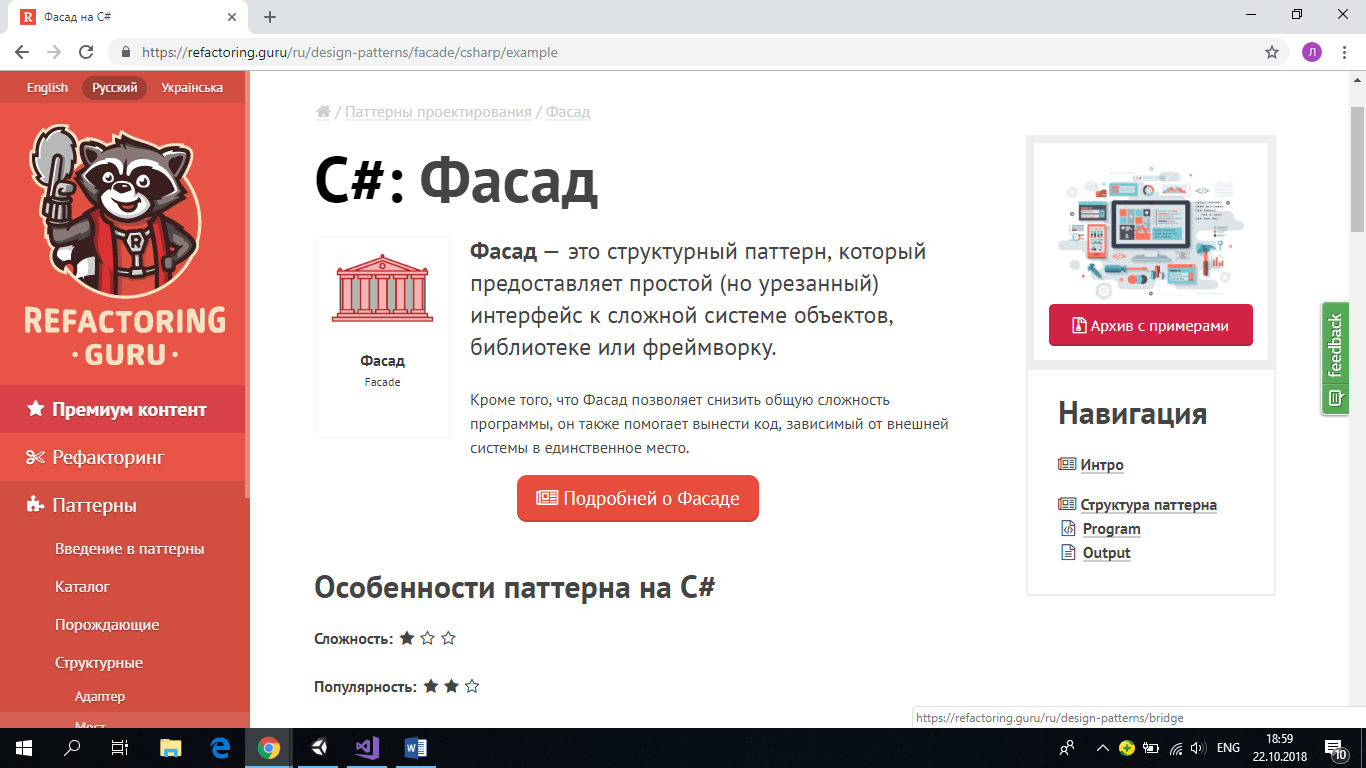 Фасад на C#
https://refactoring.guru/ru/design-patterns/facade/csharp/example
Л
English Русский Українська
R
REFACTORING
· GURU ·
Премиум контент
Рефакторинг
Паттерны
Введение в паттерны
Каталог
Порождающие
Структурные
Адаптер
Мост
/ Паттерны проектирования / Фасад
C#: Фасад
Фасад
Facade
Фасад — это структурный паттерн, который
предоставляет простой (но урезанный)
интерфейс к сложной системе объектов,
библиотеке или фреймворку.
Кроме того, что Фасад позволяет снизить общую сложность
программы, он также помогает вынести код, зависимый от внешней
системы в единственное место.
Подробней о Фасаде
Особенности паттерна на C#
Сложность:
Популярность:
Архив с примерами
Навигация
Интро
Структура паттерна
Program
Output
feedback
https://refactoring.guru/ru/design-patterns/bridge
ENG
18:59
22.10.2018
10